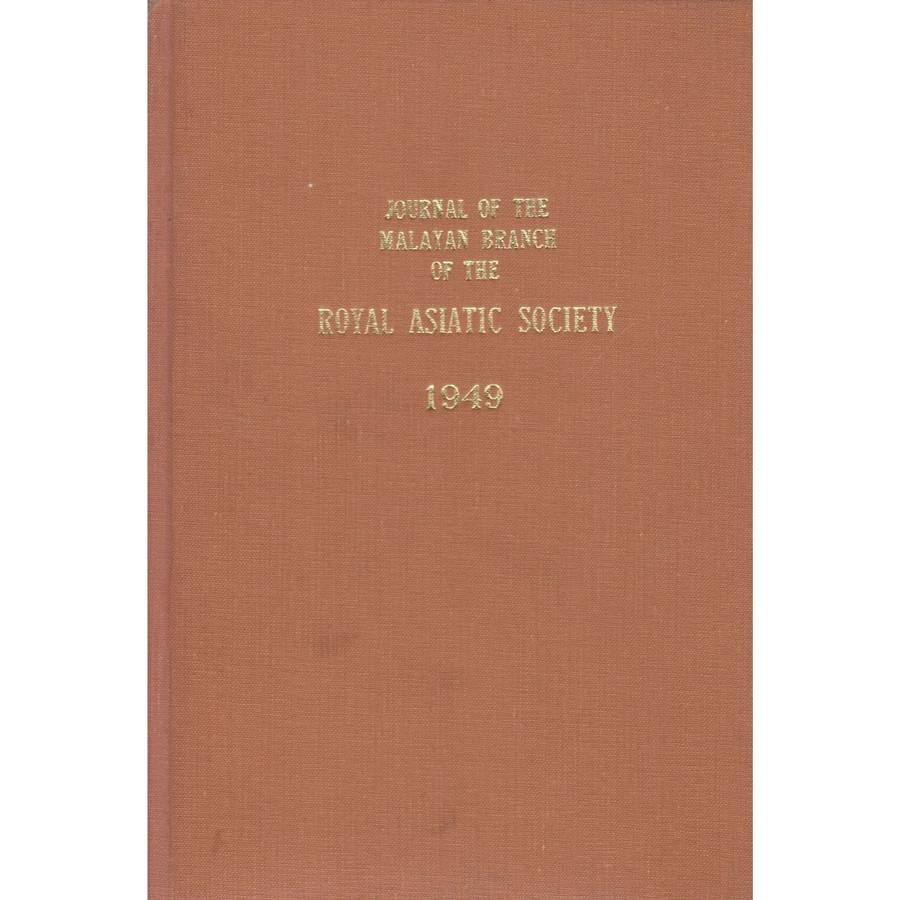 JOURNAL OF THE
MALAYAN BRANCH
OF THE
ROYAL ASIATIC SOCIETY
1949